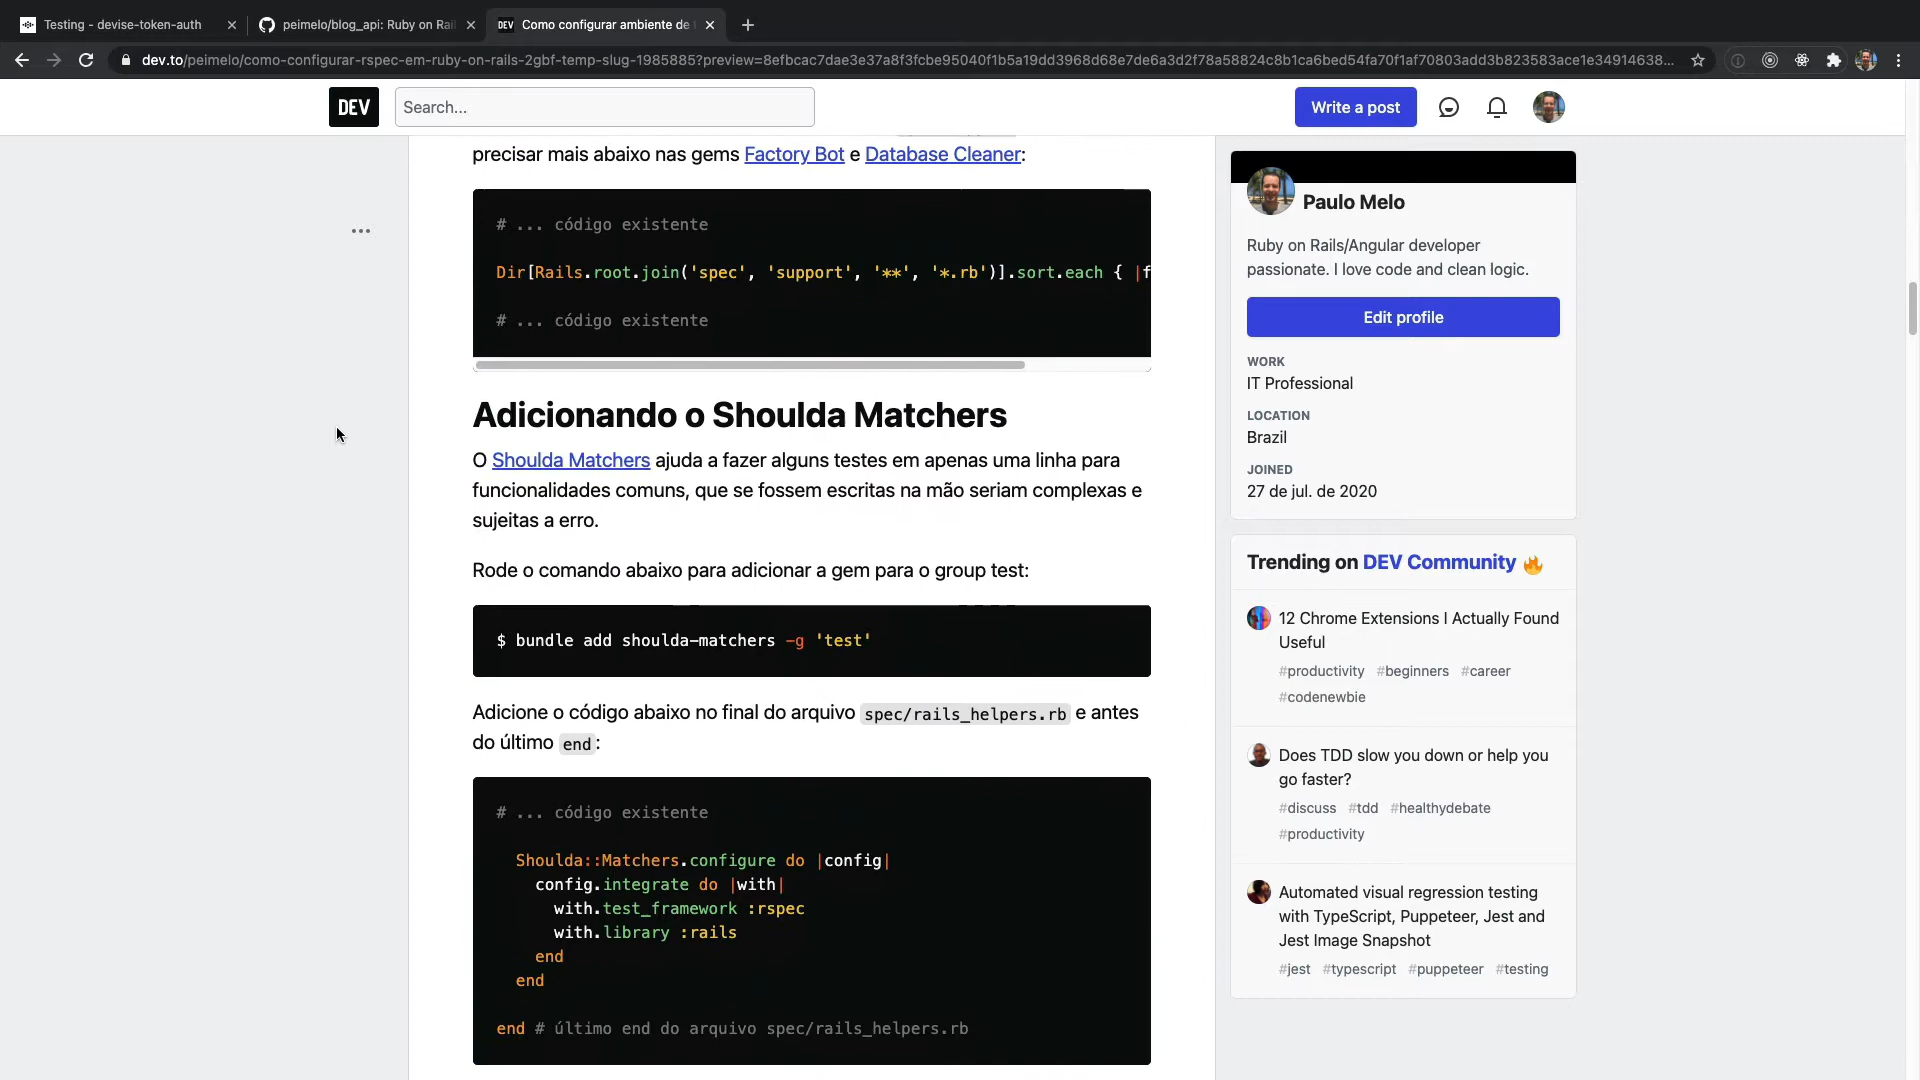 Testing - devise-token-auth
peimelo/blog_api: Ruby on Rai
DEV
Como configurar ambiente de
dev.to/peimelo/como-configurar-rspec-em-ruby-on-rails-2gbf-temp-slug-1985885?preview=8efbcac7dae3e37a8f3fcbe95040f1b5a19dd3968d68e7de6a3d2f78a58824c8b1ca6bed54fa70f1af70803add3b823583ace1e34914638...
DEV
Search...
Write a post
precisar mais abaixo nas gems Factory Bot e Database Cleaner:
# ... código existente
Dir[Rails.root.join('spec', 'support', '**', '*.rb')].sort.each { |f
# ... código existente
Adicionando o Shoulda Matchers
O Shoulda Matchers ajuda a fazer alguns testes em apenas uma linha para
funcionalidades comuns, que se fossem escritas na mão seriam complexas e
sujeitas a erro.
Rode o comando abaixo para adicionar a gem para o group test:
$ bundle add shoulda-matchers -g 'test'
Adicione o código abaixo no final do arquivo spec/rails_helpers.rb e antes
do último end:
# ... código existente
Shoulda::Matchers.configure do |config|
config.integrate do |with|
with.test_framework :rspec
with.library :rails
end
end
end # último end do arquivo spec/rails_helpers.rb
Paulo Melo
Ruby on Rails/Angular developer
passionate. I love code and clean logic.
Edit profile
WORK
IT Professional
LOCATION
Brazil
JOINED
27 de jul. de 2020
Trending on DEV Community 🔥
12 Chrome Extensions I Actually Found
Useful
#productivity #beginners #career
#codenewbie
Does TDD slow you down or help you
go faster?
#discuss #tdd #healthydebate
#productivity
Automated visual regression testing
with TypeScript, Puppeteer, Jest and
Jest Image Snapshot
#jest #typescript #puppeteer #testing